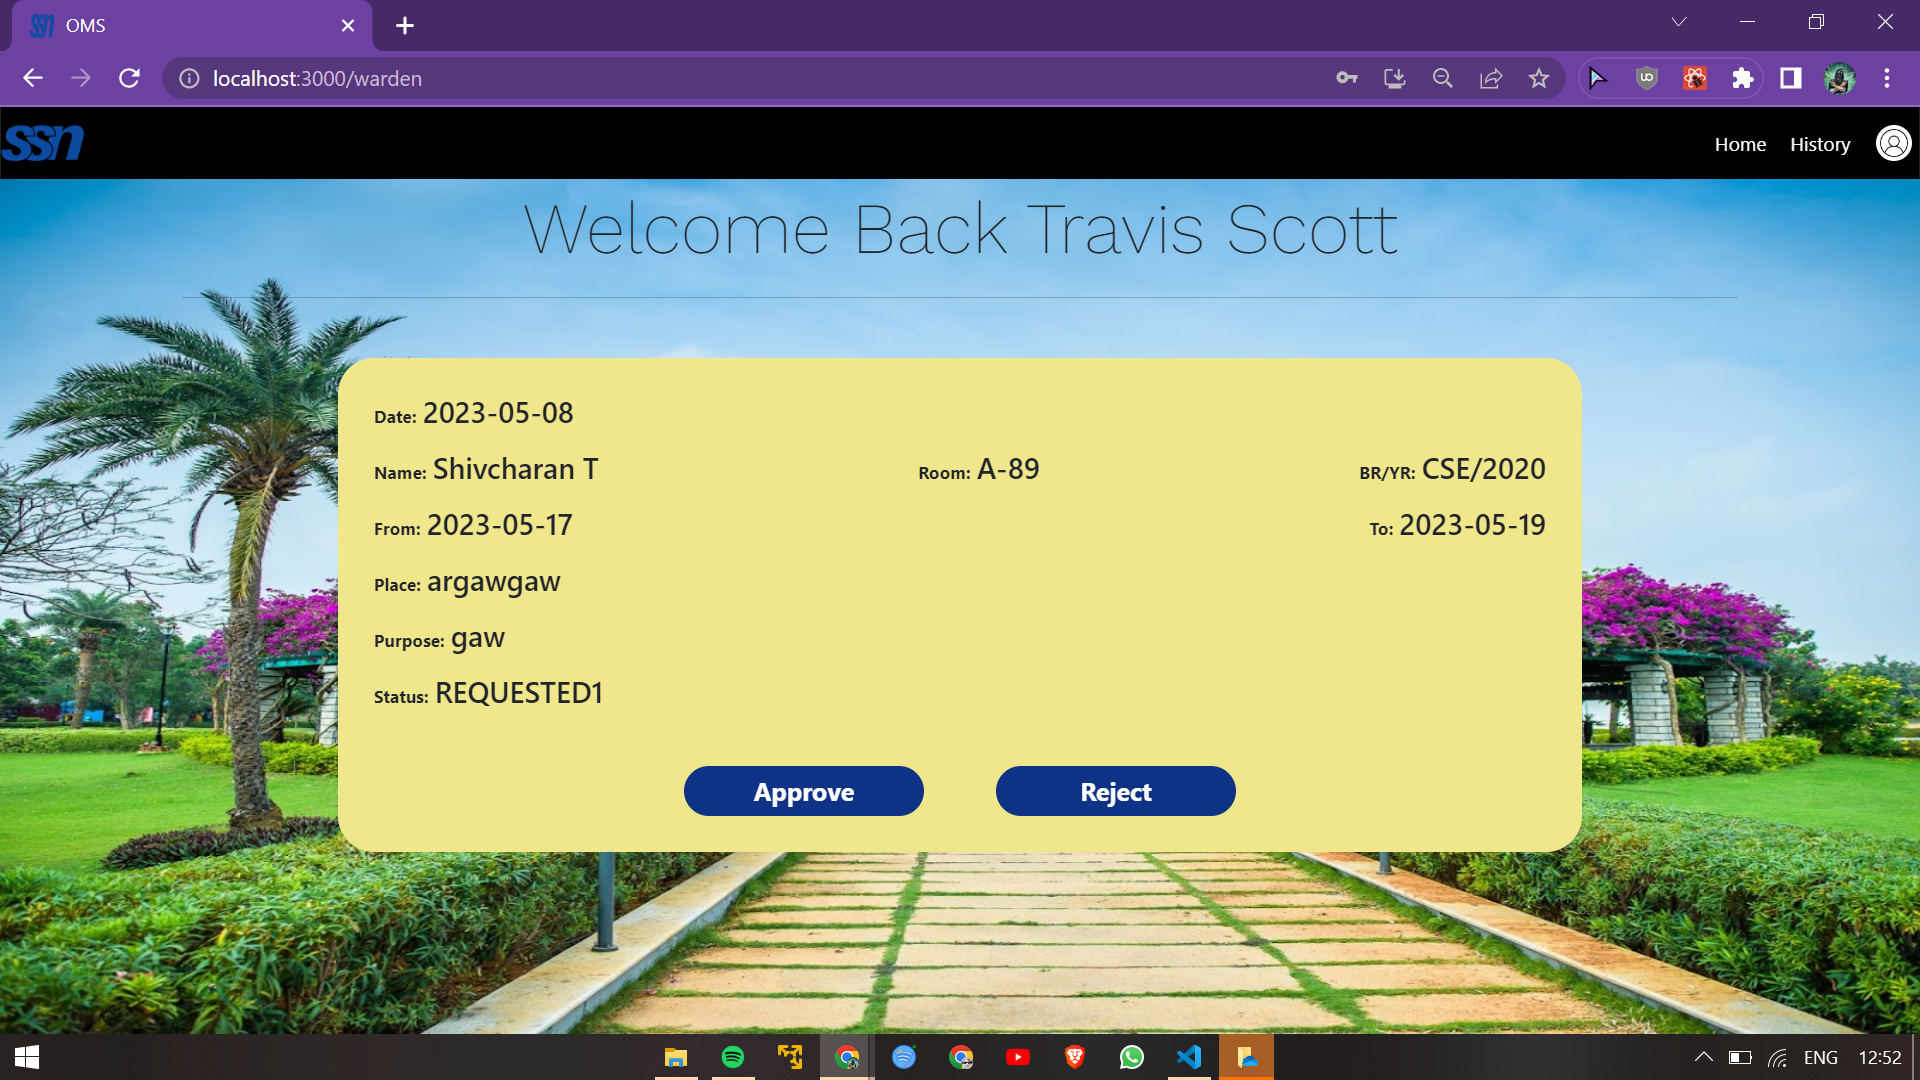 OMS
localhost:3000/warden
ssn
Home History
Welcome Back Travis Scott
Date: 2023-05-08
Name: Shivcharan T Room: A-89 BR/YR: CSE/2020
From: 2023-05-17 To: 2023-05-19
Place: argawgaw
Purpose: gaw
Status: REQUESTED1
Approve Reject
ENG 12:52